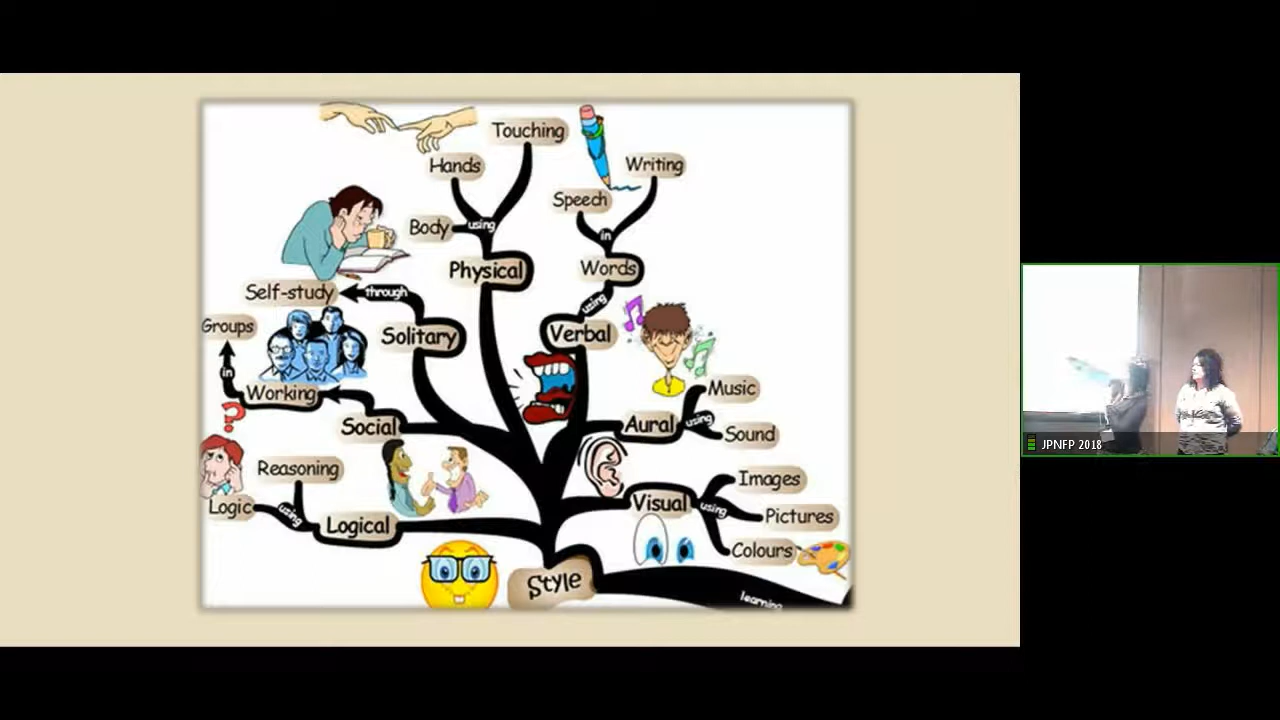 Touching
Hands
Writing
Speech
Body
using
in
Physical
Words
Self-study
through
using
Groups
Solitary
Verbal
in
Working
Music
Social
Aural
using
Sound
Reasoning
Images
Logic
using
Logical
Visual
using
Pictures
Colours
Style
learning
?
JPNFP 2018